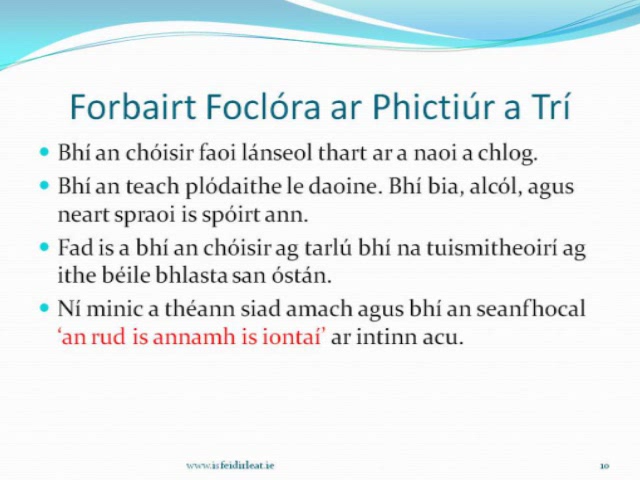 Forbairt Foclóra ar Phictiúr a Trí
• Bhí an chóisir faoi lánseol thart ar a naoi a chlog.
• Bhí an teach plódaithe le daoine. Bhí bia, alcól, agus
neart spraoi is spóirt ann.
• Fad is a bhí an chóisir ag tarlú bhí na tuismitheoirí ag
ithe béile bhlasta san óstán.
• Ní minic a théann siad amach agus bhí an seanfhocal
‘an rud is annamh is iontaí’ ar intinn acu.
www.isfeidirleat.ie 10